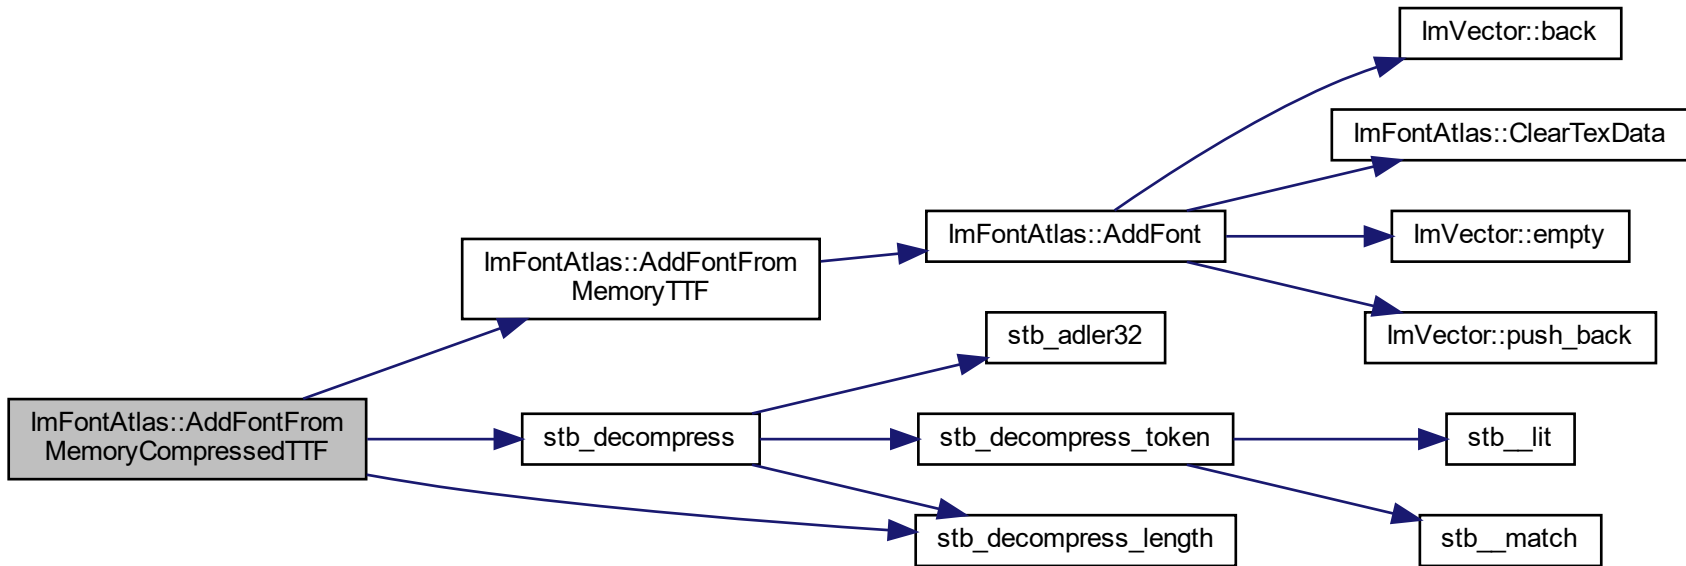 ImVector::back
ImFontAtlas::ClearTexData
ImFontAtlas::AddFont
ImVector::empty
ImFontAtlas::AddFontFrom
MemoryTTF
ImVector::push_back
stb_adler32
ImFontAtlas::AddFontFrom
MemoryCompressedTTF
stb_decompress
stb_decompress_token
stb__lit
stb_decompress_length
stb__match